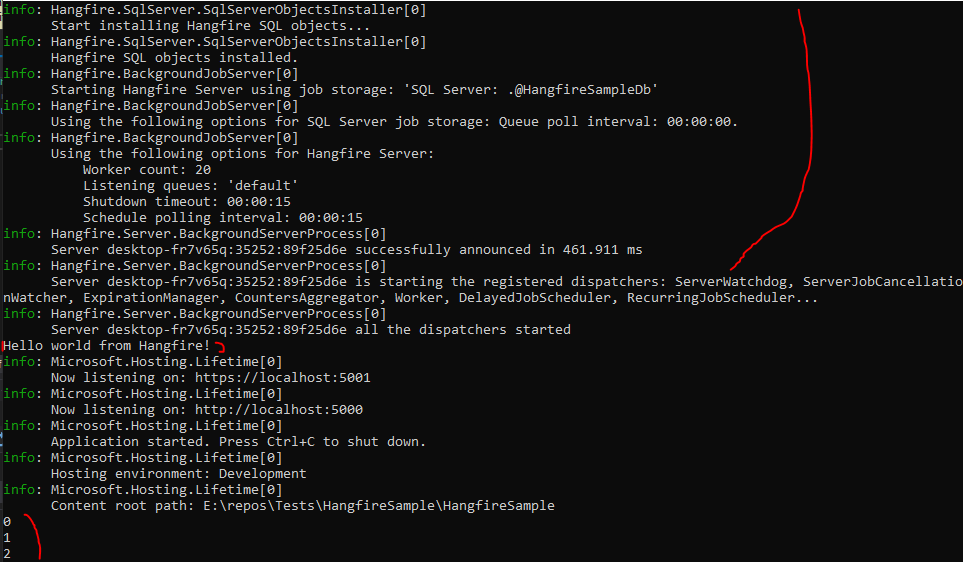 info: Hangfire.SqlServer.SqlServerObjectsInstaller[0]
      Start installing Hangfire SQL objects...
info: Hangfire.SqlServer.SqlServerObjectsInstaller[0]
      Hangfire SQL objects installed.
info: Hangfire.BackgroundJobServer[0]
      Starting Hangfire Server using job storage: 'SQL Server: .@HangfireSampleDb'
info: Hangfire.BackgroundJobServer[0]
      Using the following options for SQL Server job storage: Queue poll interval: 00:00:00.
info: Hangfire.BackgroundJobServer[0]
      Using the following options for Hangfire Server:
          Worker count: 20
          Listening queues: 'default'
          Shutdown timeout: 00:00:15
          Schedule polling interval: 00:00:15
info: Hangfire.Server.BackgroundServerProcess[0]
      Server desktop-fr7v65q:35252:89f25d6e successfully announced in 461.911 ms
info: Hangfire.Server.BackgroundServerProcess[0]
      Server desktop-fr7v65q:35252:89f25d6e is starting the registered dispatchers: ServerWatchdog, ServerJobCancellatio
nWatcher, ExpirationManager, CountersAggregator, Worker, DelayedJobScheduler, RecurringJobScheduler...
info: Hangfire.Server.BackgroundServerProcess[0]
      Server desktop-fr7v65q:35252:89f25d6e all the dispatchers started
Hello world from Hangfire!
info: Microsoft.Hosting.Lifetime[0]
      Now listening on: https://localhost:5001
info: Microsoft.Hosting.Lifetime[0]
      Now listening on: http://localhost:5000
info: Microsoft.Hosting.Lifetime[0]
      Application started. Press Ctrl+C to shut down.
info: Microsoft.Hosting.Lifetime[0]
      Hosting environment: Development
info: Microsoft.Hosting.Lifetime[0]
      Content root path: E:\repos\Tests\HangfireSample\HangfireSample
0
1
2